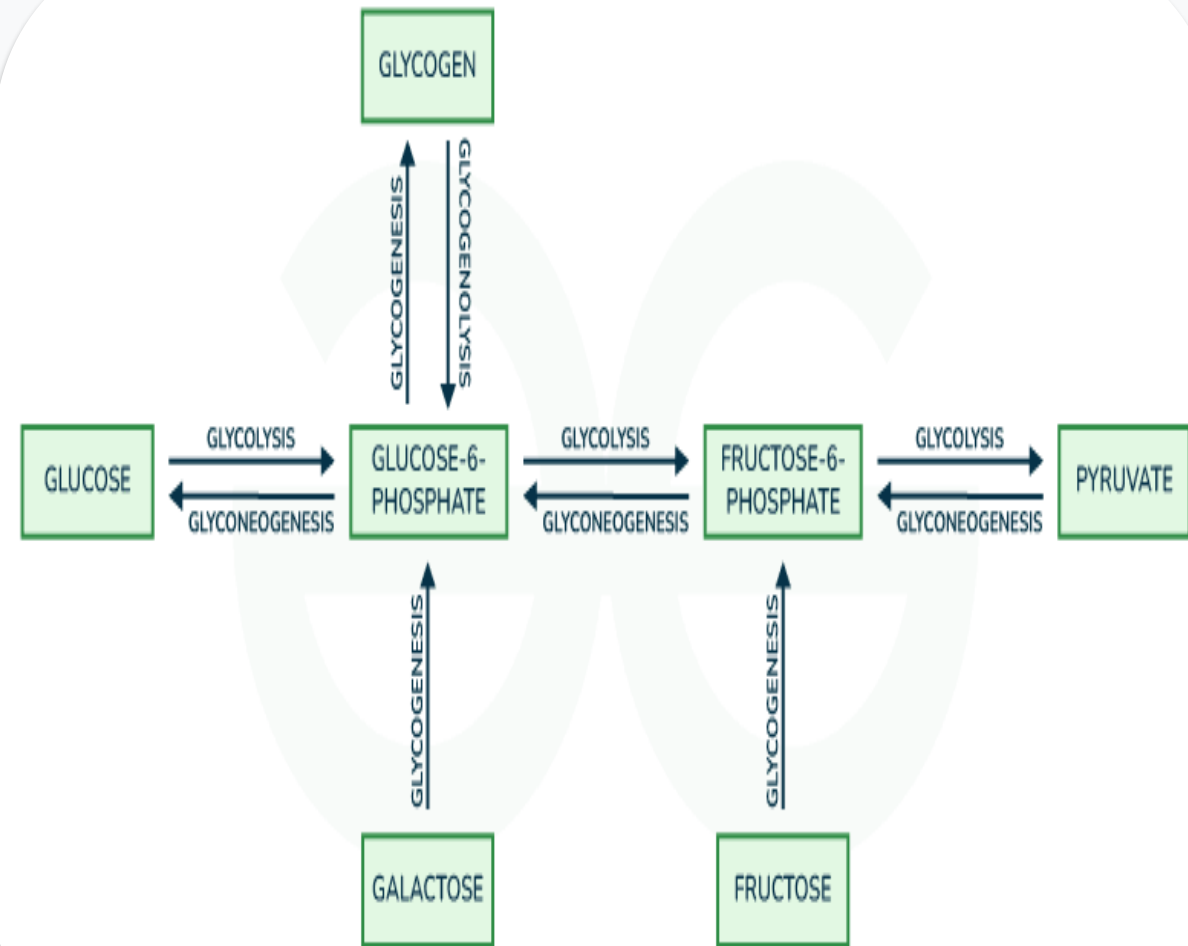 GLYCOGEN
GLYCOGENESIS
GLYCOGENOLYSIS
GLUCOSE
GLYCOLYSIS
GLYCONEOGENESIS
GLUCOSE-6-
PHOSPHATE
GLYCOLYSIS
GLYCONEOGENESIS
FRUCTOSE-6-
PHOSPHATE
GLYCOLYSIS
GLYCONEOGENESIS
PYRUVATE
GLYCOGENESIS
GLYCOGENESIS
GALACTOSE
FRUCTOSE